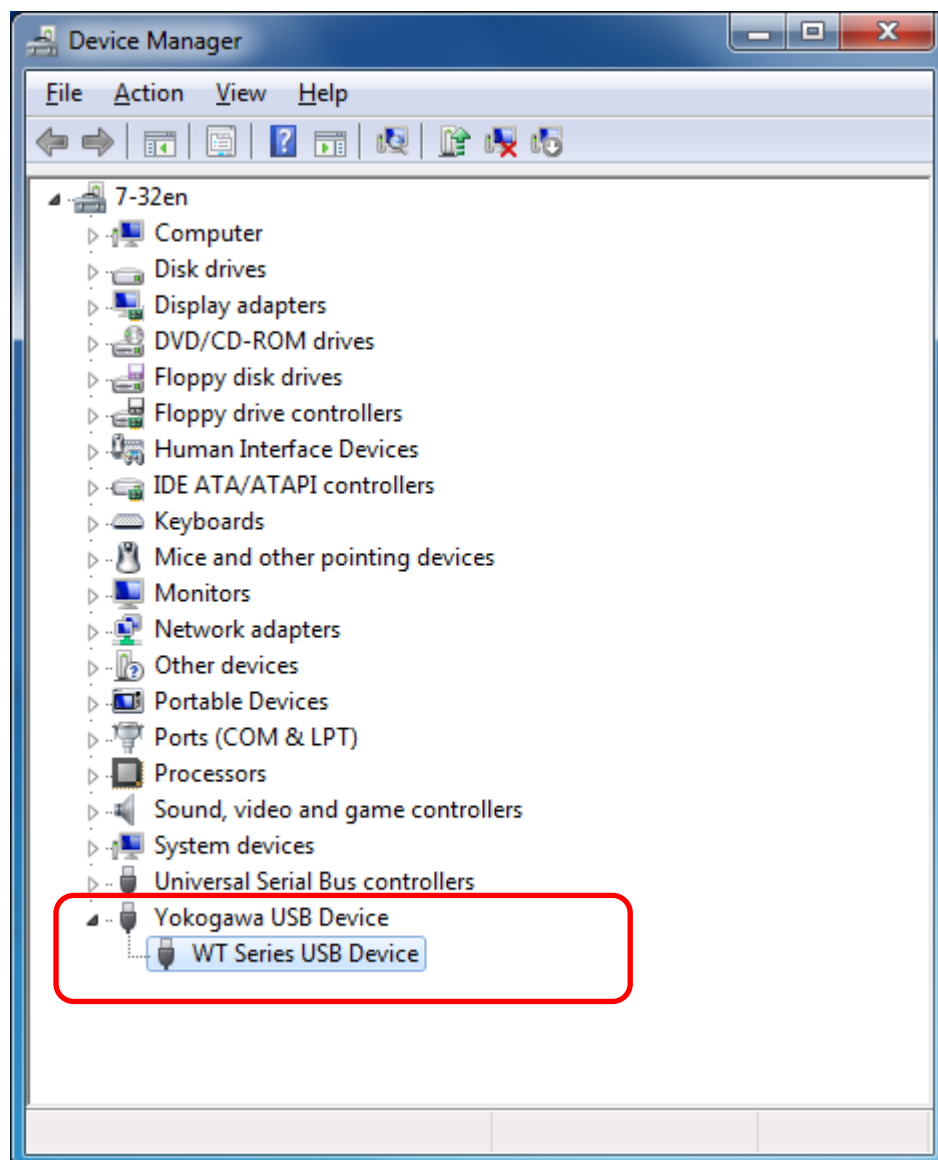 Device Manager
File Action View Help
7-32en
Computer
Disk drives
Display adapters
DVD/CD-ROM drives
Floppy disk drives
Floppy drive controllers
Human Interface Devices
IDE ATA/ATAPI controllers
Keyboards
Mice and other pointing devices
Monitors
Network adapters
Other devices
Portable Devices
Ports (COM & LPT)
Processors
Sound, video and game controllers
System devices
Universal Serial Bus controllers
Yokogawa USB Device
WT Series USB Device